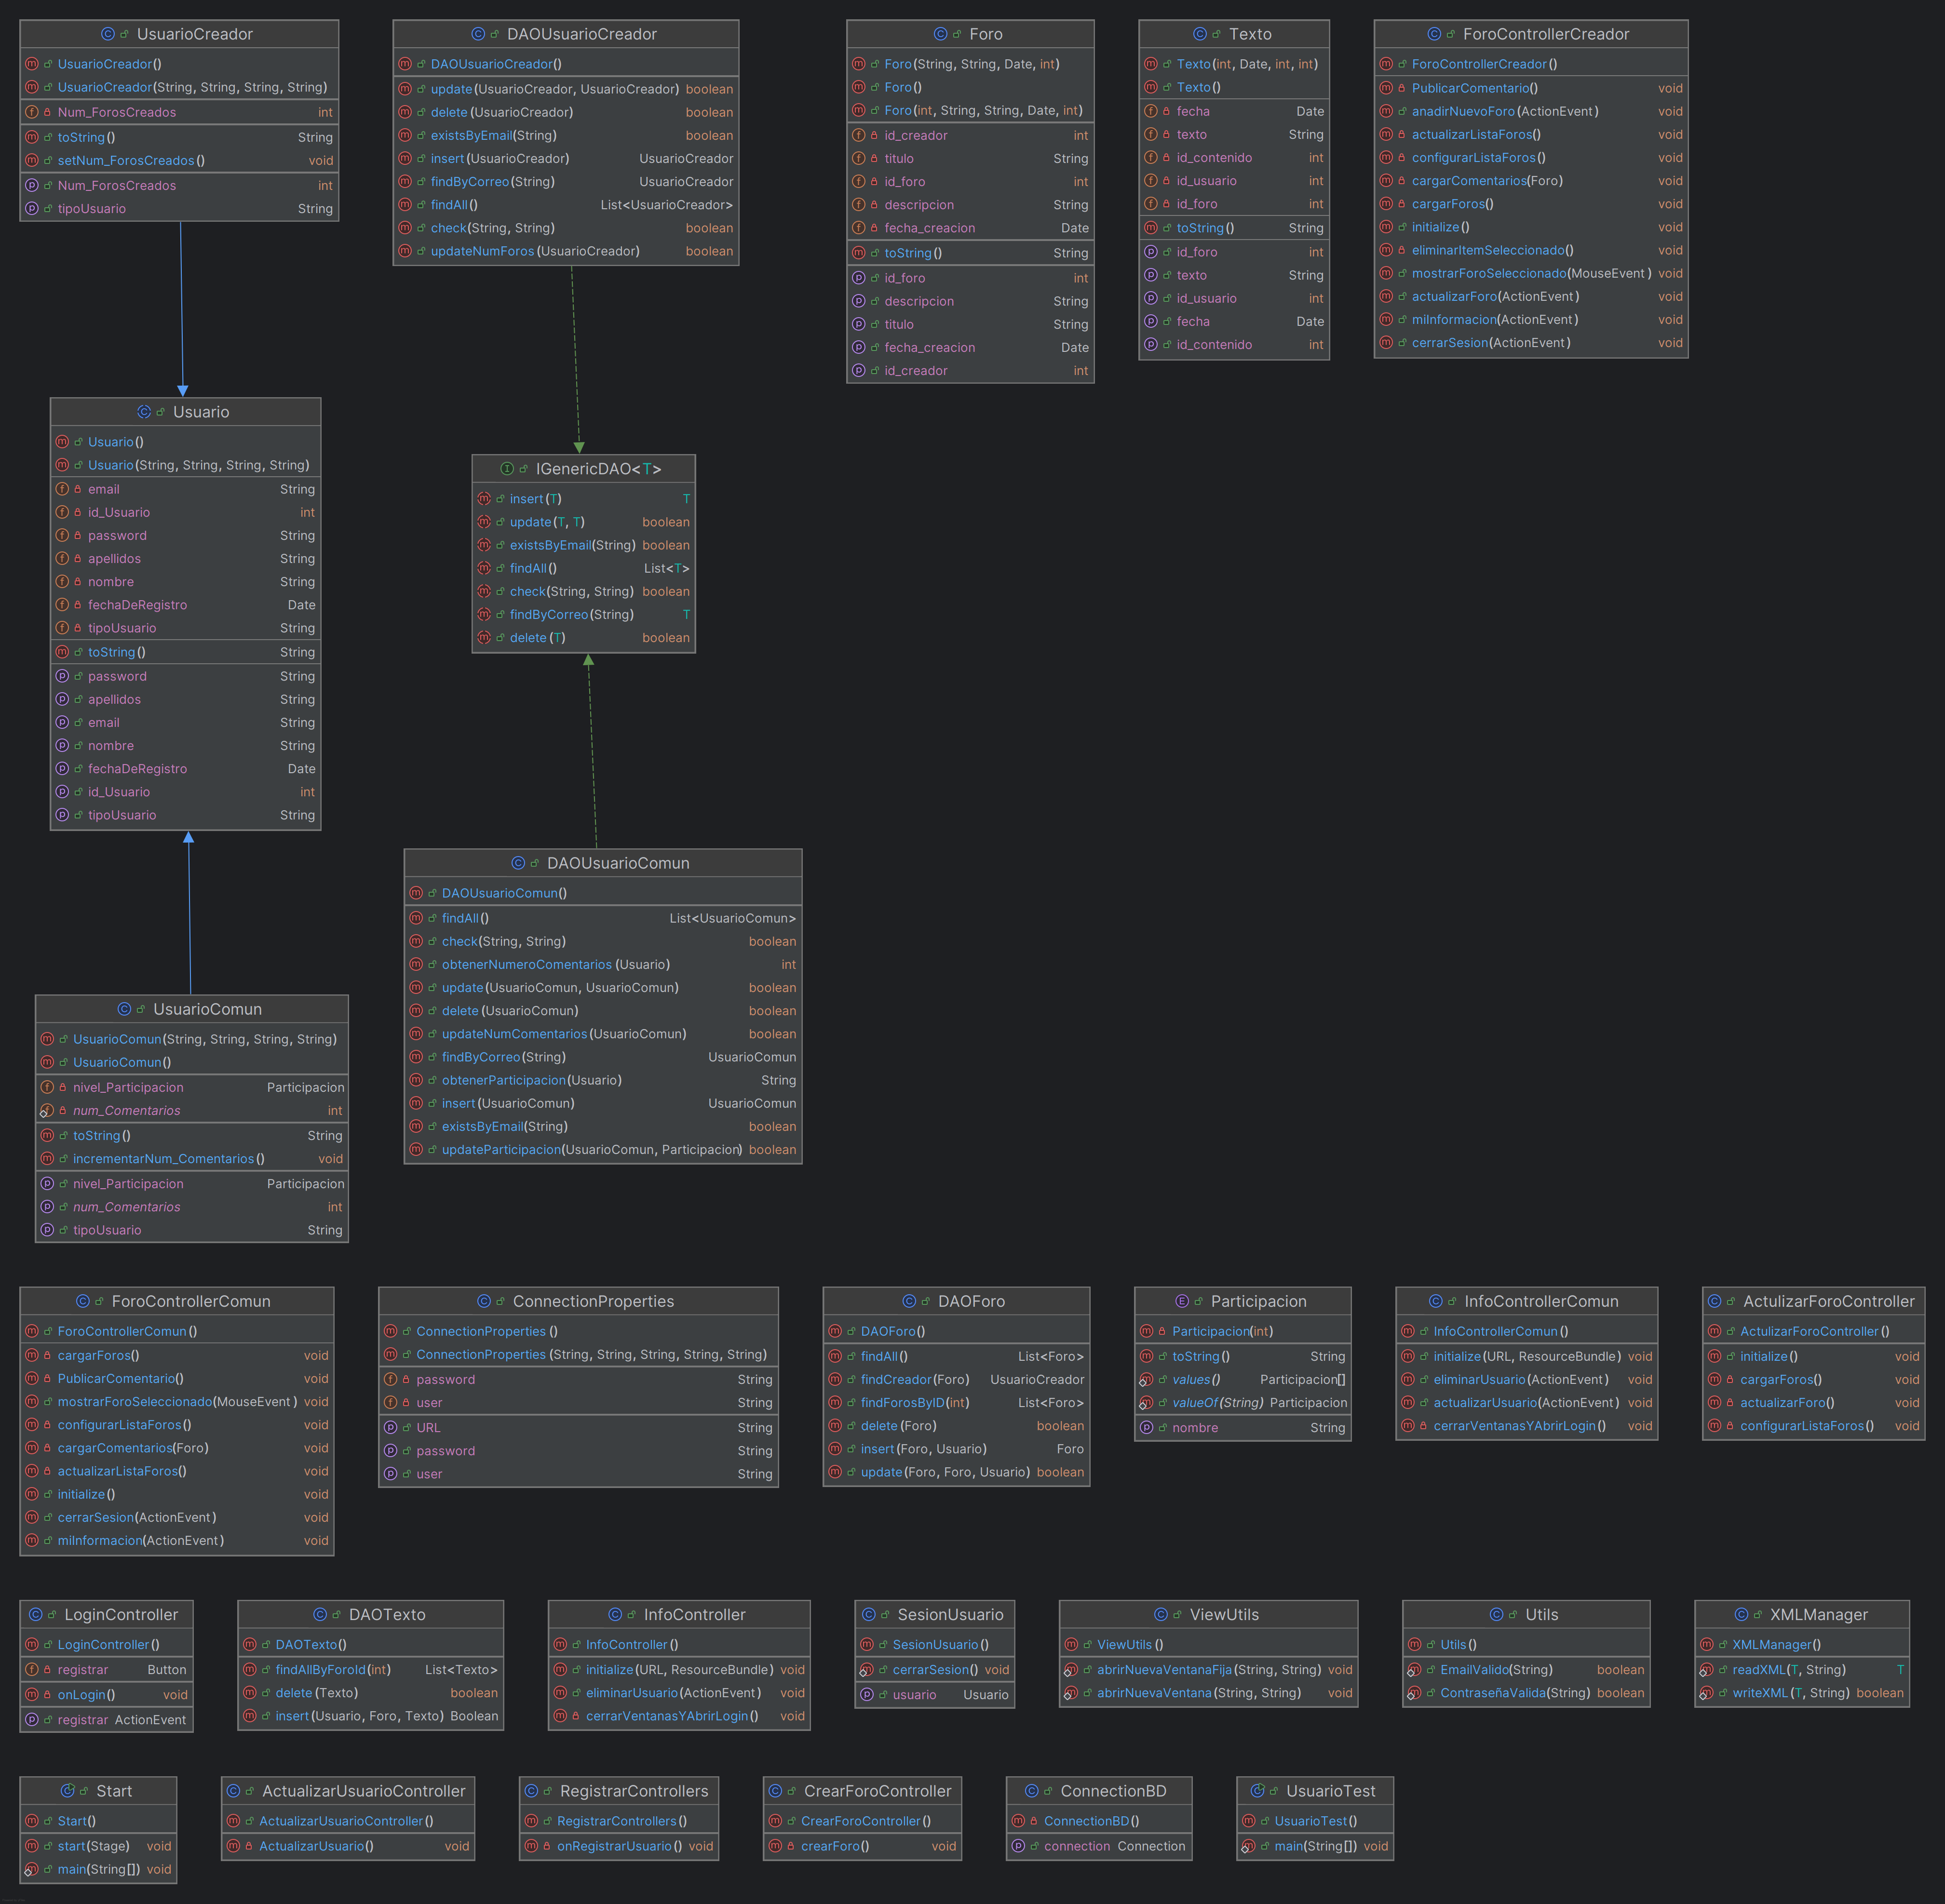 UsuarioCreador
UsuarioCreador()
UsuarioCreador(String, String, String, String)
Num_ForosCreados int
toString() String
setNum_ForosCreados() void
Num_ForosCreados int
tipoUsuario String
DAOUsuarioCreador
DAOUsuarioCreador()
update(UsuarioCreador, UsuarioCreador) boolean
delete(UsuarioCreador) boolean
existsByEmail(String) boolean
insert(UsuarioCreador) UsuarioCreador
findByCorreo(String) UsuarioCreador
findAll() List<UsuarioCreador>
check(String, String) boolean
updateNumForos(UsuarioCreador) boolean
Foro
Foro(String, String, Date, int)
Foro()
Foro(int, String, String, Date, int)
id_creador int
titulo String
id_foro int
descripcion String
fecha_creacion Date
toString() String
id_foro int
descripcion String
titulo String
fecha_creacion Date
id_creador int
Texto
Texto(int, Date, int, int)
Texto()
fecha Date
texto String
id_contenido int
id_usuario int
id_foro int
toString() String
id_foro int
texto String
id_usuario int
fecha Date
id_contenido int
ForoControllerCreador
ForoControllerCreador()
PublicarComentario() void
anadirNuevoForo(ActionEvent) void
actualizarListaForos() void
configurarListaForos() void
cargarComentarios(Foro) void
cargarForos() void
initialize() void
eliminarItemSeleccionado() void
mostrarForoSeleccionado(MouseEvent) void
actualizarForo(ActionEvent) void
miInformacion(ActionEvent) void
cerrarSesion(ActionEvent) void
Usuario
Usuario()
Usuario(String, String, String, String)
email String
id_Usuario int
password String
apellidos String
nombre String
fechaDeRegistro Date
tipoUsuario String
toString() String
password String
apellidos String
email String
nombre String
fechaDeRegistro Date
id_Usuario int
tipoUsuario String
IGenericDAO<T>
insert(T) T
update(T, T) boolean
existsByEmail(String) boolean
findAll() List<T>
check(String, String) boolean
findByCorreo(String) T
delete(T) boolean
DAOUsuarioComun
DAOUsuarioComun()
findAll() List<UsuarioComun>
check(String, String) boolean
obtenerNumeroComentarios(Usuario) int
update(UsuarioComun, UsuarioComun) boolean
delete(UsuarioComun) boolean
updateNumComentarios(UsuarioComun) boolean
findByCorreo(String) UsuarioComun
obtenerParticipacion(Usuario) String
insert(UsuarioComun) UsuarioComun
existsByEmail(String) boolean
updateParticipacion(UsuarioComun, Participacion) boolean
UsuarioComun
UsuarioComun(String, String, String, String)
UsuarioComun()
nivel_Participacion Participacion
num_Comentarios int
toString() String
incrementarNum_Comentarios() void
nivel_Participacion Participacion
num_Comentarios int
tipoUsuario String
ForoControllerComun
ForoControllerComun()
cargarForos() void
PublicarComentario() void
mostrarForoSeleccionado(MouseEvent) void
configurarListaForos() void
cargarComentarios(Foro) void
actualizarListaForos() void
initialize() void
cerrarSesion(ActionEvent) void
miInformacion(ActionEvent) void
ConnectionProperties
ConnectionProperties()
ConnectionProperties(String, String, String, String, String)
password String
user String
URL String
password String
user String
DAOForo
DAOForo()
findAll() List<Foro>
findCreador(Foro) UsuarioCreador
findForosByID(int) List<Foro>
delete(Foro) boolean
insert(Foro, Usuario) Foro
update(Foro, Foro, Usuario) boolean
Participacion
Participacion(int)
toString() String
values() Participacion[]
valueOf(String) Participacion
nombre String
InfoControllerComun
InfoControllerComun()
initialize(URL, ResourceBundle) void
eliminarUsuario(ActionEvent) void
actualizarUsuario(ActionEvent) void
cerrarVentanasYAbrirLogin() void
ActulizarForoController
ActulizarForoController()
initialize() void
cargarForos() void
actualizarForo() void
configurarListaForos() void
LoginController
LoginController()
registrar Button
onLogin() void
registrar ActionEvent
DAOTexto
DAOTexto()
findAllByForoId(int) List<Texto>
delete(Texto) boolean
insert(Usuario, Foro, Texto) Boolean
InfoController
InfoController()
initialize(URL, ResourceBundle) void
eliminarUsuario(ActionEvent) void
cerrarVentanasYAbrirLogin() void
SesionUsuario
SesionUsuario()
cerrarSesion() void
usuario Usuario
ViewUtils
ViewUtils()
abrirNuevaVentanaFija(String, String) void
abrirNuevaVentana(String, String) void
Utils
Utils()
EmailValido(String) boolean
ContraseñaValida(String) boolean
XMLManager
XMLManager()
readXML(T, String) T
writeXML(T, String) boolean
Start
Start()
start(Stage) void
main(String[]) void
ActualizarUsuarioController
ActualizarUsuarioController()
ActualizarUsuario() void
RegistrarControllers
RegistrarControllers()
onRegistrarUsuario() void
CrearForoController
CrearForoController()
crearForo() void
ConnectionBD
ConnectionBD()
connection Connection
UsuarioTest
UsuarioTest()
main(String[]) void